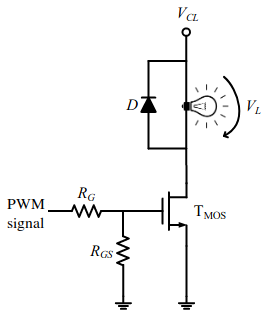 V_CL
D
V_L
R_G
PWM
signal
T_MOS
R_GS